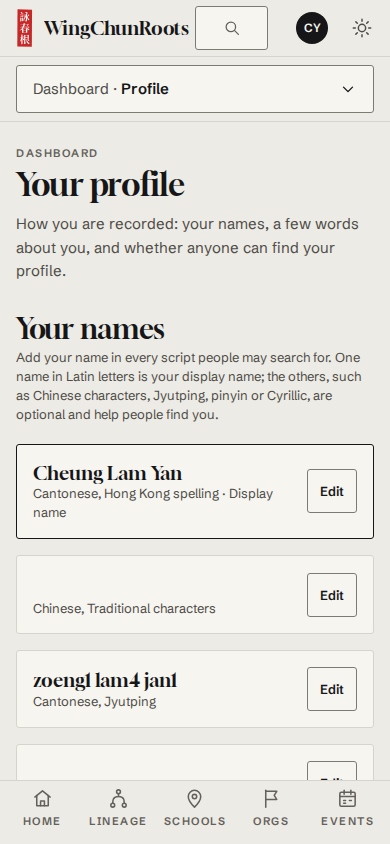 詠春根
WingChunRoots
CY
Dashboard · Profile
DASHBOARD
Your profile
How you are recorded: your names, a few words
about you, and whether anyone can find your
profile.
Your names
Add your name in every script people may search for. One
name in Latin letters is your display name; the others, such
as Chinese characters, Jyutping, pinyin or Cyrillic, are
optional and help people find you.
Cheung Lam Yan
Cantonese, Hong Kong spelling · Display
name
Edit
Chinese, Traditional characters
Edit
zoeng1 lam4 jan1
Cantonese, Jyutping
Edit
HOME
LINEAGE
SCHOOLS
ORGS
EVENTS